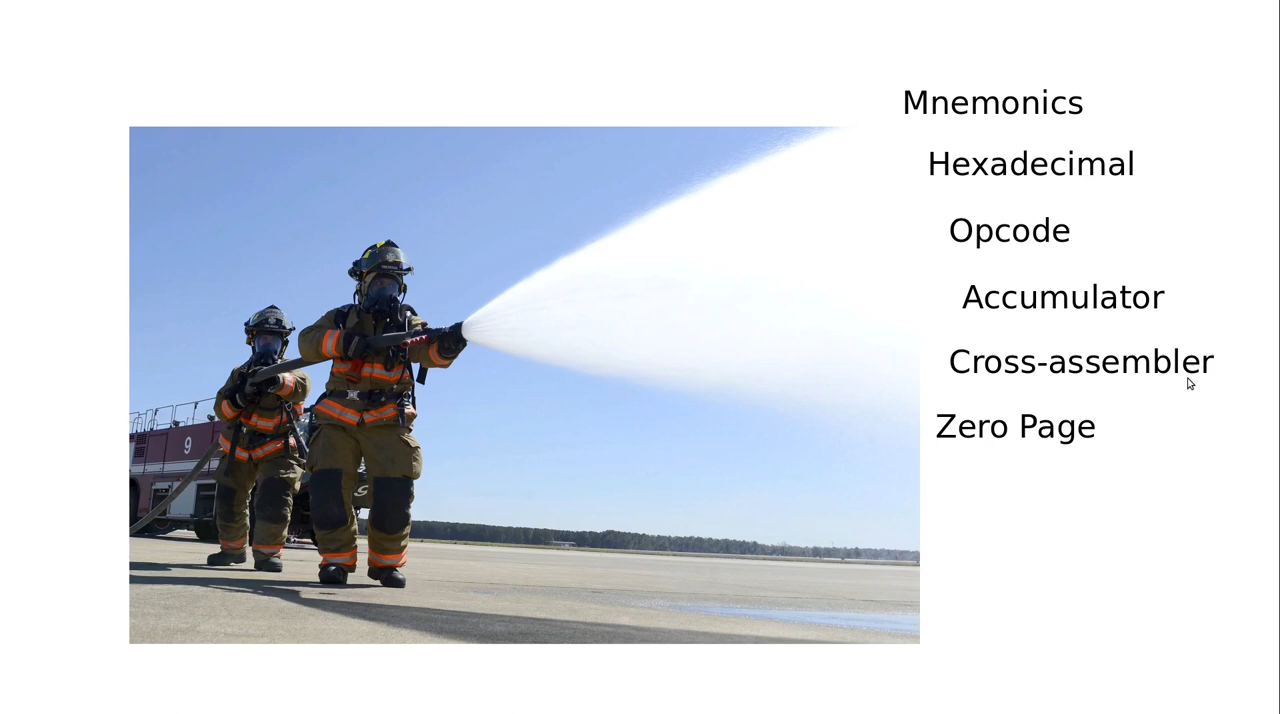 Mnemonics
Hexadecimal
Opcode
Accumulator
Cross-assembler
9
Zero Page